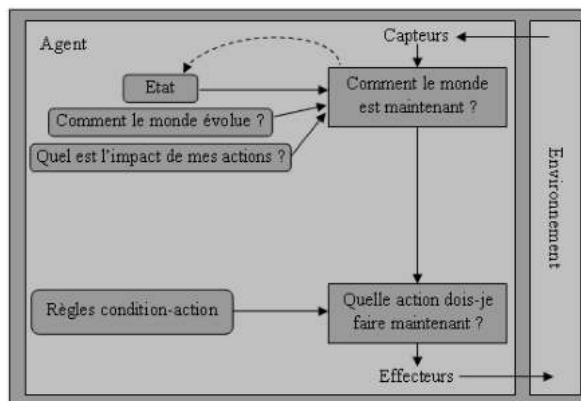 Agent
Capteurs
Etat
Comment le monde
est maintenant ?
Comment le monde évolue ?
Quel est l'impact de mes actions ?
Environnement
Règles condition-action
Quelle action dois-je
faire maintenant ?
Effecteurs